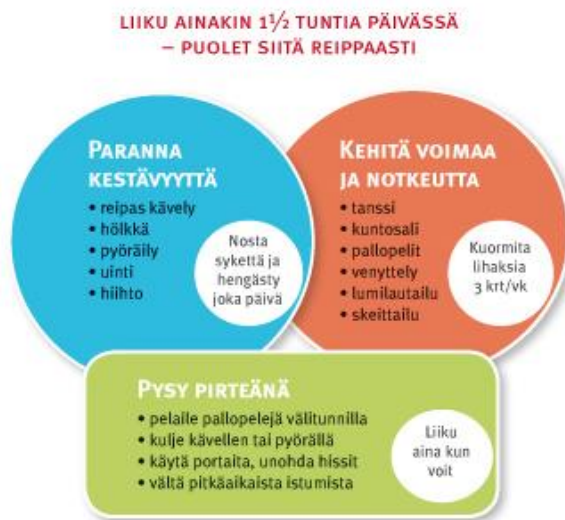 LIIKU AINAKIN 1½ TUNTIA PÄIVÄSSÄ
– PUOLET SIITÄ REIPPAASTI
PARANNA
KESTÄVYYTTÄ
• reipas kävely
• hölkkä
• pyöräily
• uinti
• hiihto
Nosta
sykettä ja
hengästy
joka päivä
KEHITÄ VOIMAA
JA NOTKEUTTA
• tanssi
• kuntosali
• pallopelit
• venyttely
• lumilautailu
• skeittailu
Kuormita
lihaksia
3 krt/vk
PYSY PIRTEÄNÄ
• pelaile pallopelejä välitunnilla
• kulje kävellen tai pyörällä
• käytä portaita, unohda hissit
• vältä pitkäaikaista istumista
Liiku
aina kun
voit